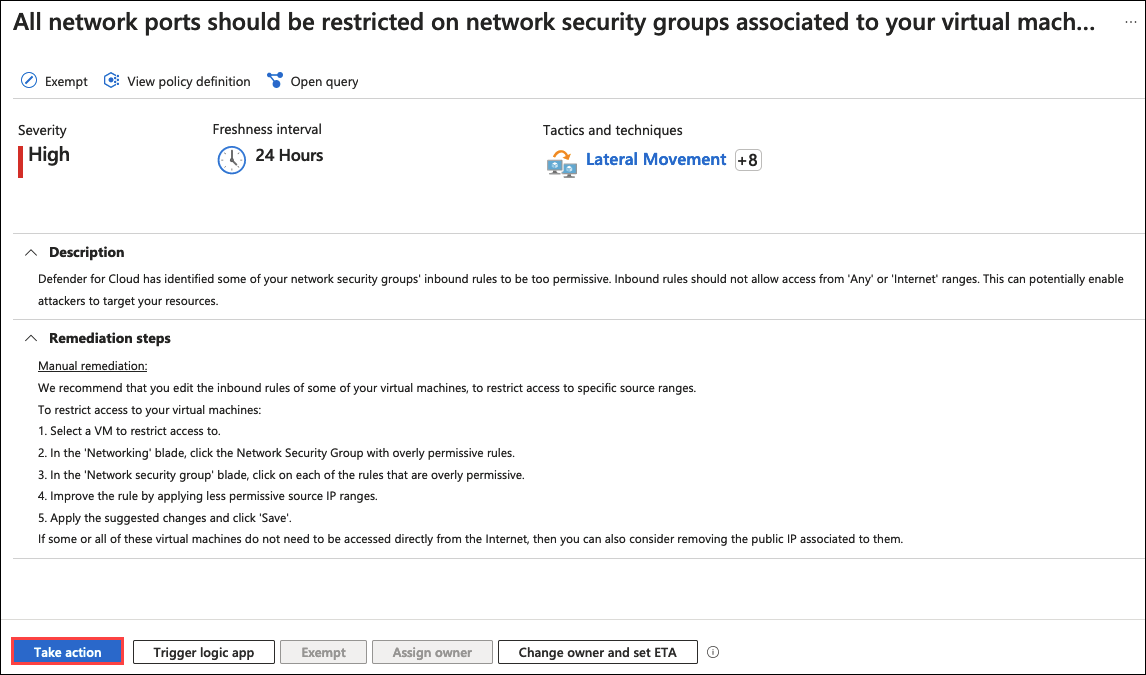 All network ports should be restricted on network security groups associated to your virtual mach...
...
Exempt View policy definition Open query
Severity Freshness interval Tactics and techniques
High 24 Hours Lateral Movement +8
Description
Defender for Cloud has identified some of your network security groups' inbound rules to be too permissive. Inbound rules should not allow access from 'Any' or 'Internet' ranges. This can potentially enable
attackers to target your resources.
Remediation steps
Manual remediation:
We recommend that you edit the inbound rules of some of your virtual machines, to restrict access to specific source ranges.
To restrict access to your virtual machines:
1. Select a VM to restrict access to.
2. In the 'Networking' blade, click the Network Security Group with overly permissive rules.
3. In the 'Network security group' blade, click on each of the rules that are overly permissive.
4. Improve the rule by applying less permissive source IP ranges.
5. Apply the suggested changes and click 'Save'.
If some or all of these virtual machines do not need to be accessed directly from the Internet, then you can also consider removing the public IP associated to them.
Take action Trigger logic app Exempt Assign owner Change owner and set ETA